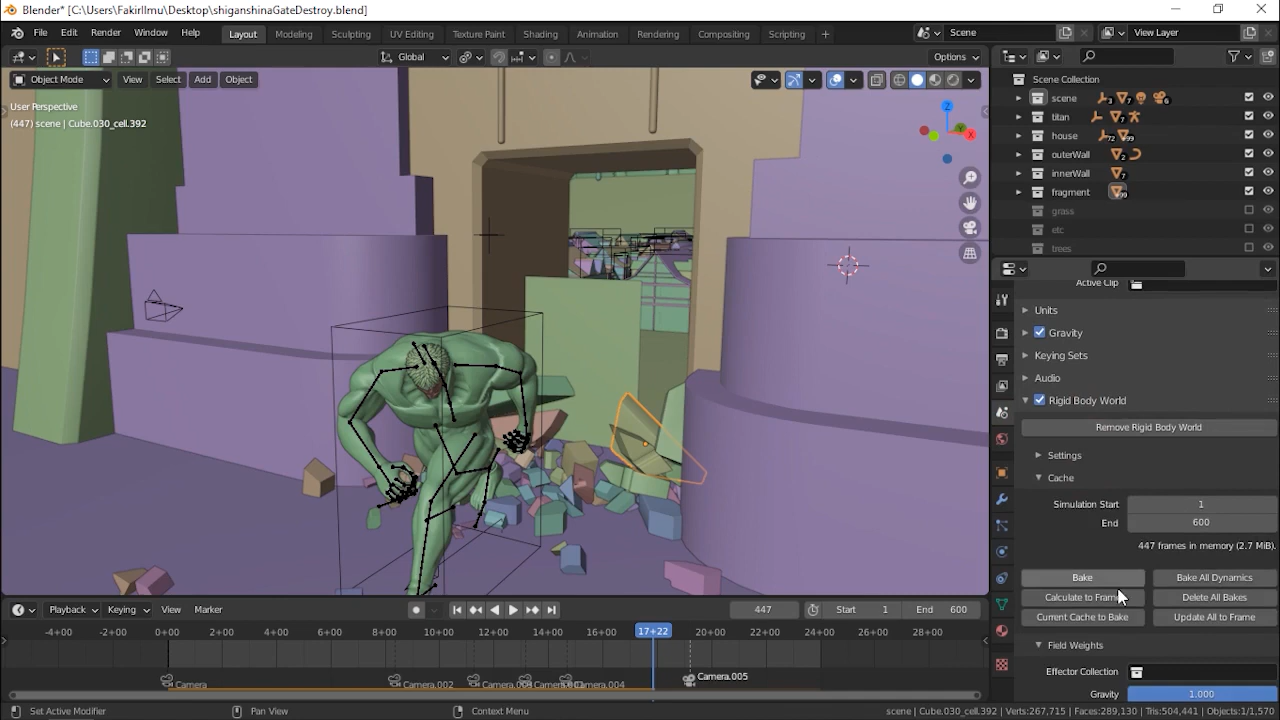 Blender* [C:\Users\FakirIlmu\Desktop\shiganshinaGateDestroy.blend]
File Edit Render Window Help Layout Modeling Sculpting UV Editing Texture Paint Shading Animation Rendering Compositing Scripting + Scene View Layer
Global Options
Object Mode View Select Add Object
User Perspective
(447) scene | Cube.030_cell.392
Z
Y
X
Scene Collection
scene 3 7 6
titan 7
house 72 99
outerWall 2
innerWall 7
fragment 99
grass
etc
trees
Active Clip
Units
Gravity
Keying Sets
Audio
Rigid Body World
Remove Rigid Body World
Settings
Cache
Simulation Start 1
End 600
447 frames in memory (2.7 MiB).
Bake Bake All Dynamics
Calculate to Frame Delete All Bakes
Current Cache to Bake Update All to Frame
Field Weights
Effector Collection
Gravity 1.000
Playback Keying View Marker 447 Start 1 End 600
-4+00 -2+00 0+00 2+00 4+00 6+00 8+00 10+00 12+00 14+00 16+00 17+22 20+00 22+00 24+00 26+00 28+00
Camera Camera.002 Camera.004 Camera.005
Set Active Modifier Pan View Context Menu scene | Cube.030_cell.392 | Verts:267,715 | Faces:289,130 | Tris:504,441 | Objects:1/1,570